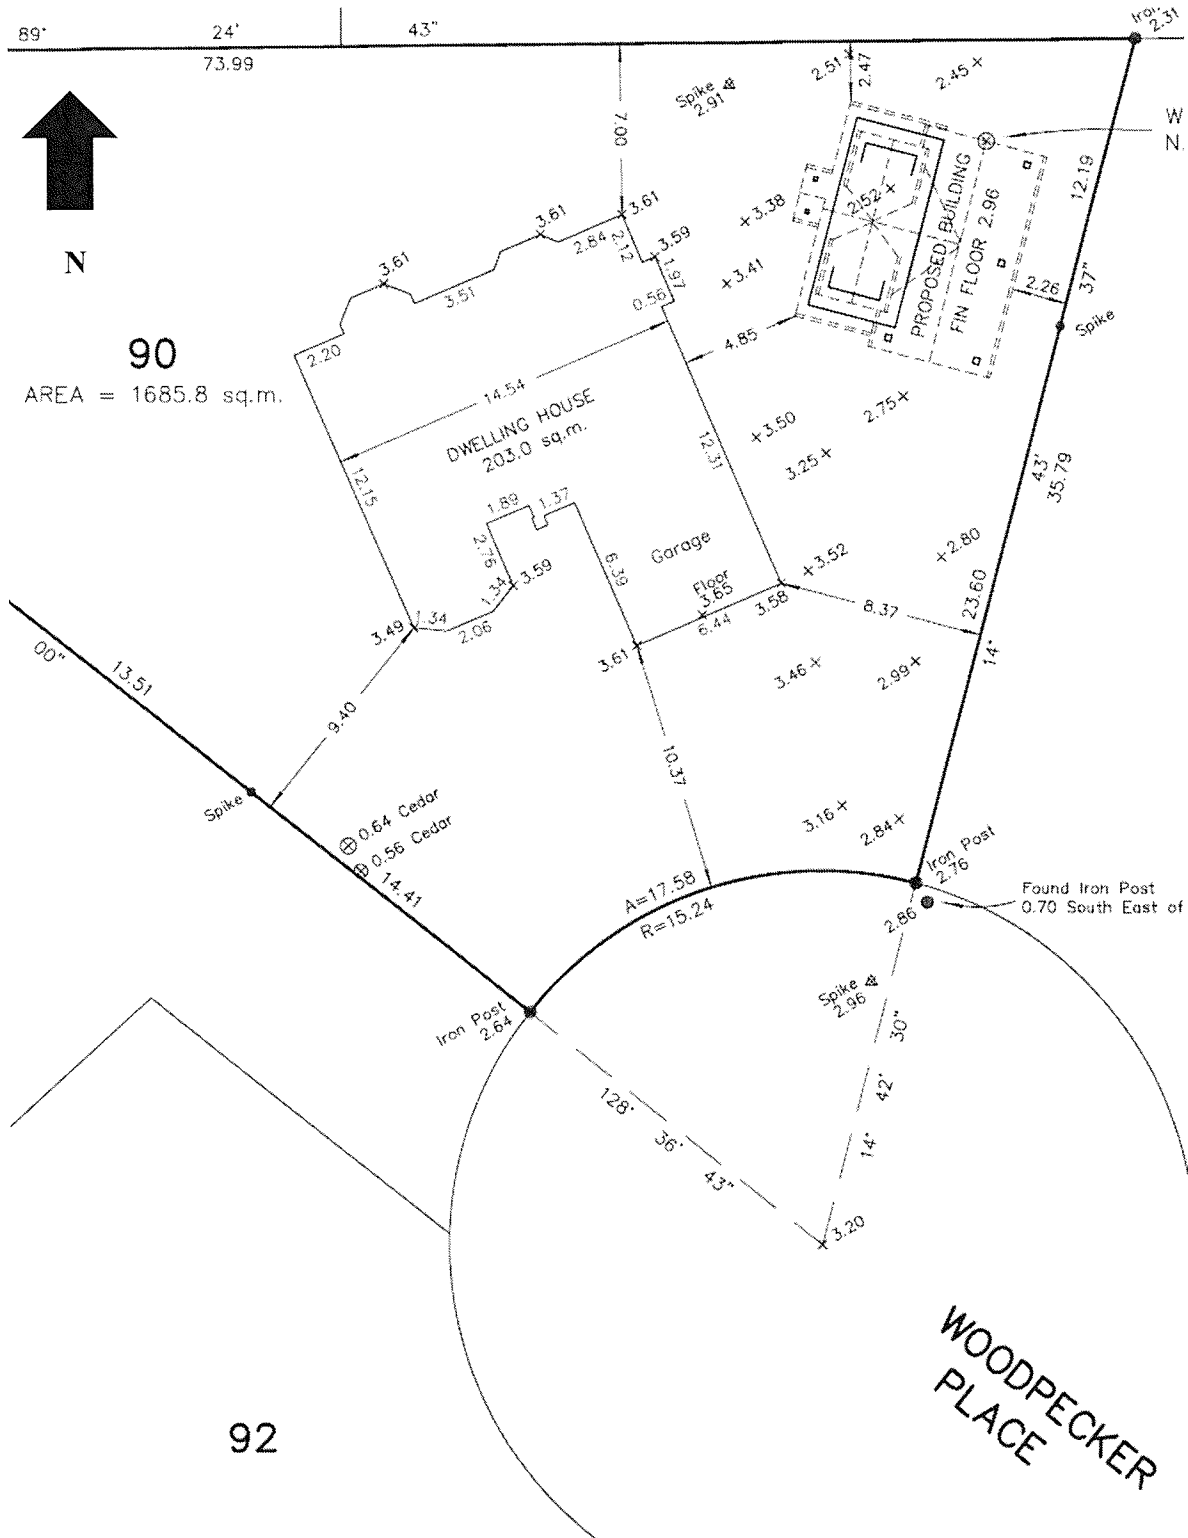 89° 24' 43"
73.99
Iron.
2.31
N
90
AREA = 1685.8 sq.m.
Spike
2.91
2.51
2.47
2.45
W
N.
7.00
12.19
37"
2.26
Spike
2.52
PROPOSED BUILDING
FIN FLOOR 2.96
3.61
3.61
3.61
2.84
2.12
3.59
1.97
0.56
3.51
2.20
3.38
3.41
4.85
14.54
DWELLING HOUSE
203.0 sq.m.
12.15
12.31
3.50
3.25
2.75
43'
35.79
1.89
1.37
2.76
6.39
Garage
Floor
3.65
3.58
6.44
3.52
2.80
23.60
14°
8.37
3.59
1.34
2.06
1.34
3.49
3.61
3.46
2.99
00"
13.51
9.40
10.37
Spike
0.64 Cedar
0.56 Cedar
14.41
3.16
2.84
Iron Post
2.76
A=17.58
R=15.24
2.86
Found Iron Post
0.70 South East of
Spike
2.96
Iron Post
2.64
30"
42'
14°
128° 36' 43"
3.20
WOODPECKER
PLACE
92